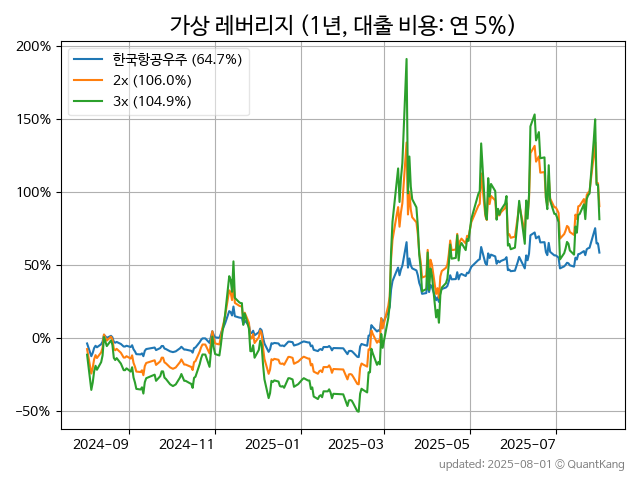 가상 레버리지 (1년, 대출 비용: 연 5%)
한국항공우주 (64.7%)
2x (106.0%)
3x (104.9%)
200%
150%
100%
50%
0%
−50%
2024-09 2024-11 2025-01 2025-03 2025-05 2025-07
updated: 2025-08-01 © QuantKang